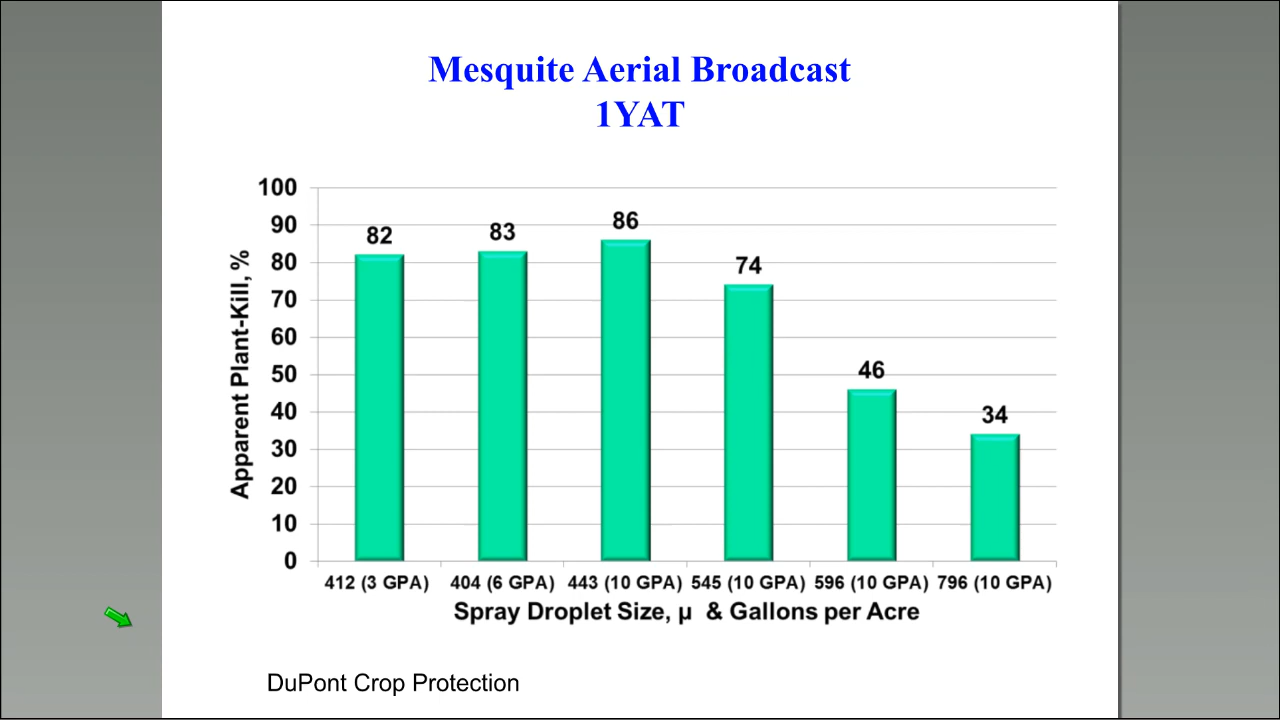 Mesquite Aerial Broadcast
1YAT
100
90
80
70
60
50
40
30
20
10
0
Apparent Plant-Kill, %
82
83
86
74
46
34
412 (3 GPA)
404 (6 GPA)
443 (10 GPA)
545 (10 GPA)
596 (10 GPA)
796 (10 GPA)
Spray Droplet Size, µ & Gallons per Acre
DuPont Crop Protection